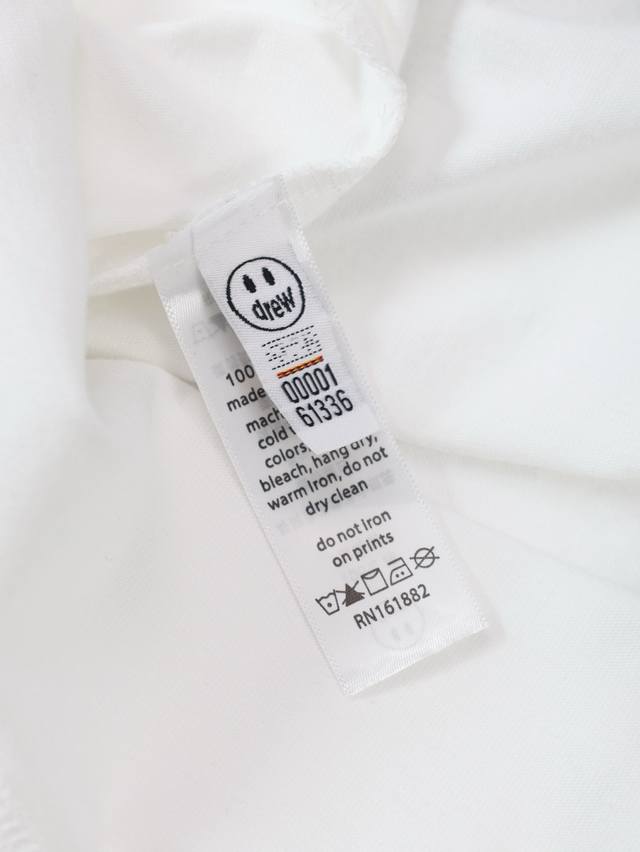 drew
00001
61336
100
made
mach
cold
colors,
bleach, hang dry,
warm Iron, do not
dry clean
do not Iron
on prints
RN161882